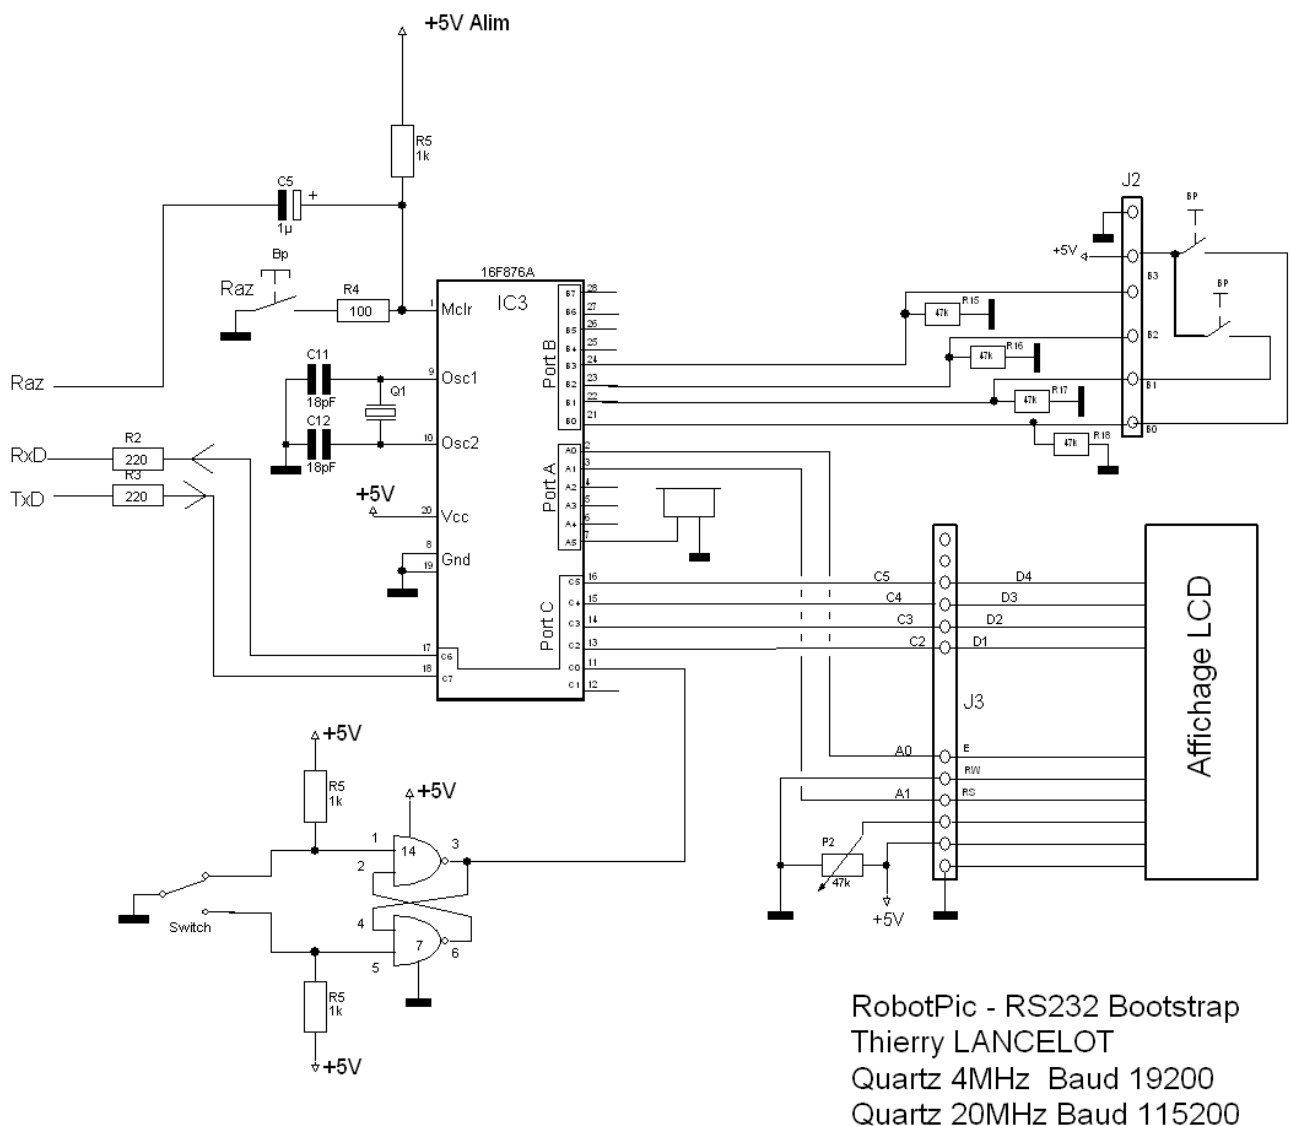 +5V Alim
R5
1k
C5
+
1µ
Bp
Raz
R4
100
16F876A
IC3
1
Mclr
Raz
C11
18pF
9
Osc1
Q1
C12
18pF
10
Osc2
RxD
R2
220
TxD
R3
220
+5V
20
Vcc
8
Gnd
19
17
C6
18
C7
Port B
B7
28
B6
27
B5
26
B4
25
B3
24
B2
23
B1
22
B0
21
Port A
A0
2
A1
3
A2
4
A3
5
A4
6
A5
7
Port C
C5
16
C4
15
C3
14
C2
13
C0
11
C1
12
J2
BP
+5V
B3
BP
R15
47k
B2
R16
47k
B1
R17
47k
B0
R18
47k
C5
D4
C4
D3
C3
D2
C2
D1
J3
A0
E
RW
A1
RS
P2
47k
+5V
Affichage LCD
+5V
R5
1k
+5V
1
14
3
2
4
7
6
5
Switch
R5
1k
+5V
RobotPic - RS232 Bootstrap
Thierry LANCELOT
Quartz 4MHz Baud 19200
Quartz 20MHz Baud 115200